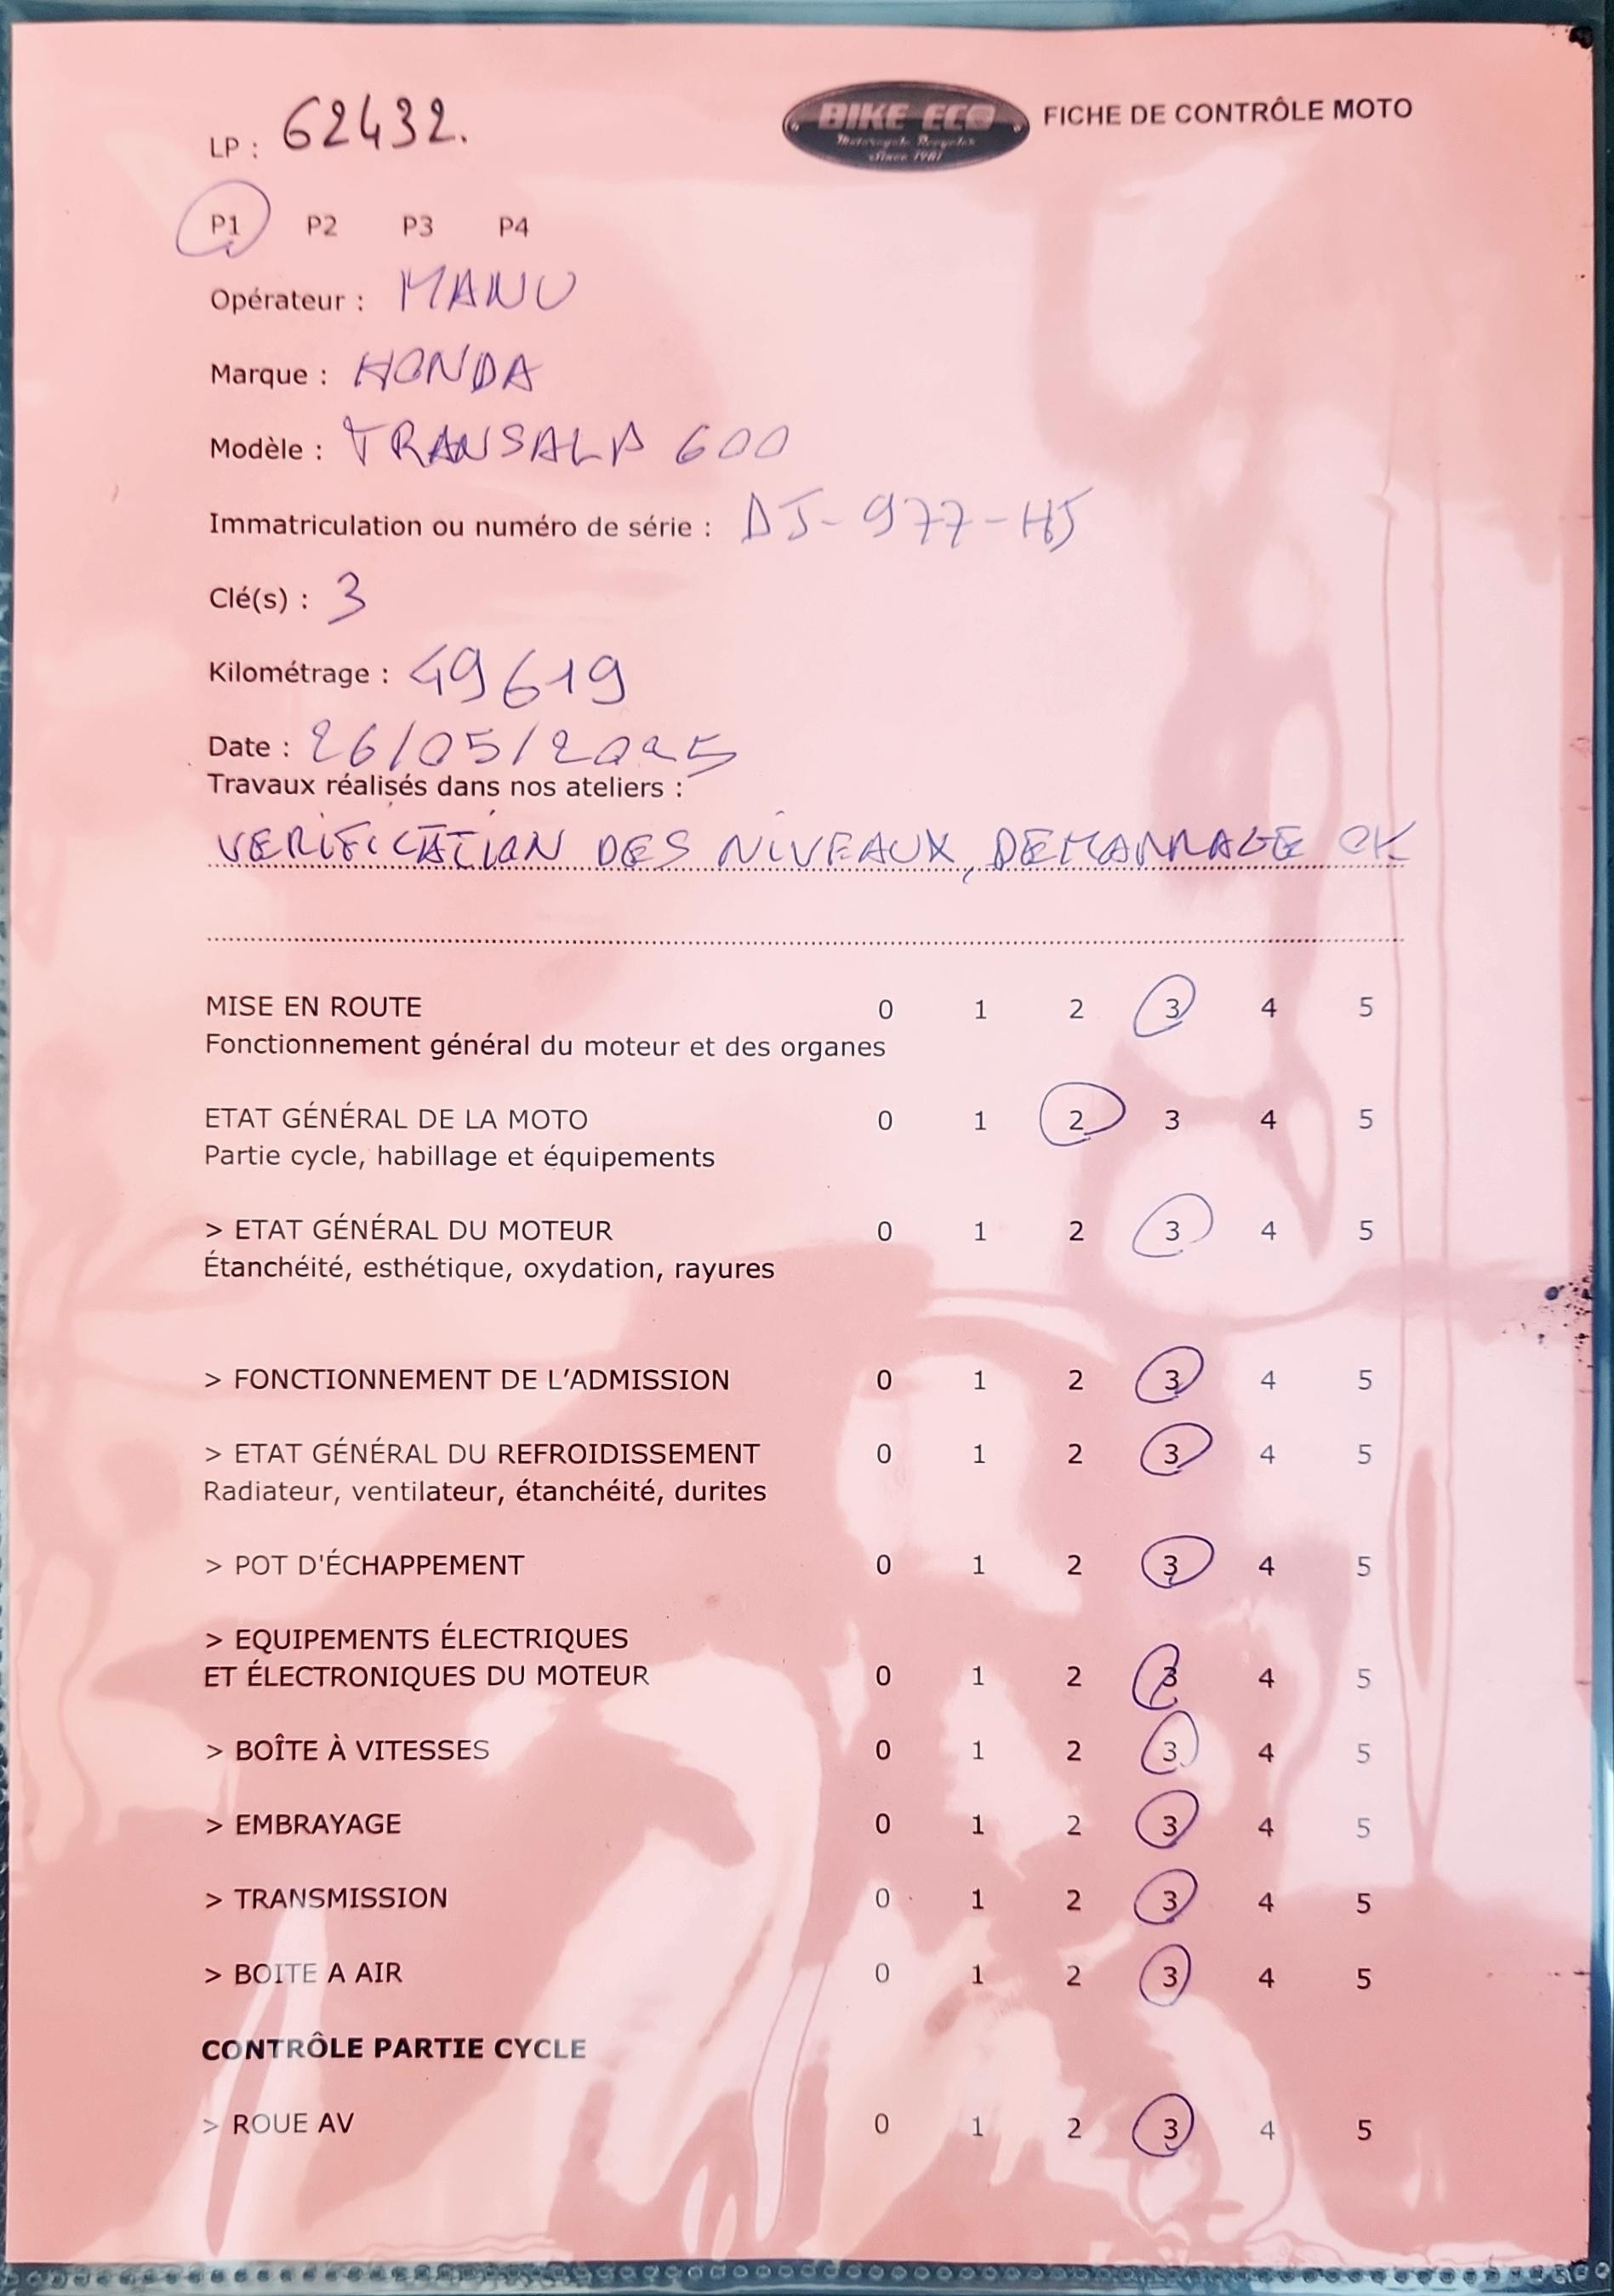 LP : 62432.
BIKE ECO
Motorcycle Recycler
Since 1981
FICHE DE CONTRÔLE MOTO
P1 P2 P3 P4
Opérateur : MANU
Marque : HONDA
Modèle : TRANSALP 600
Immatriculation ou numéro de série : DJ-977-HJ
Clé(s) : 3
Kilométrage : 49619
Date : 26/05/2025
Travaux réalisés dans nos ateliers :
VERIFICATION DES NIVEAUX, DEMARRAGE OK
MISE EN ROUTE 0 1 2 3 4 5
Fonctionnement général du moteur et des organes
ETAT GÉNÉRAL DE LA MOTO 0 1 2 3 4 5
Partie cycle, habillage et équipements
> ETAT GÉNÉRAL DU MOTEUR 0 1 2 3 4 5
Étanchéité, esthétique, oxydation, rayures
> FONCTIONNEMENT DE L'ADMISSION 0 1 2 3 4 5
> ETAT GÉNÉRAL DU REFROIDISSEMENT 0 1 2 3 4 5
Radiateur, ventilateur, étanchéité, durites
> POT D'ÉCHAPPEMENT 0 1 2 3 4 5
> EQUIPEMENTS ÉLECTRIQUES
ET ÉLECTRONIQUES DU MOTEUR 0 1 2 3 4 5
> BOÎTE À VITESSES 0 1 2 3 4 5
> EMBRAYAGE 0 1 2 3 4 5
> TRANSMISSION 0 1 2 3 4 5
> BOITE A AIR 0 1 2 3 4 5
CONTRÔLE PARTIE CYCLE
> ROUE AV 0 1 2 3 4 5